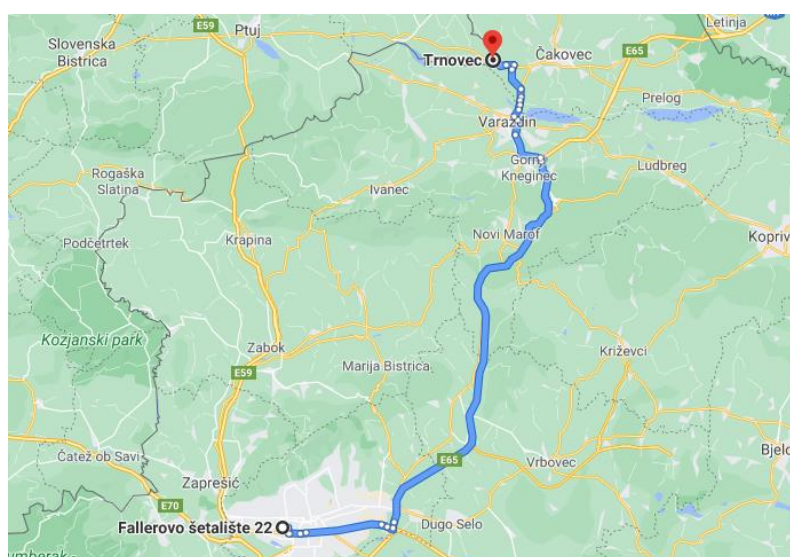 Letinja
E59
Ptuj
Slovenska
Bistrica
Trnovec
Čakovec
E65
Prelog
Varaždin
Rogaška
Slatina
Gornji
Kneginec
Ludbreg
Ivanec
Podčetrtek
Krapina
Novi Marof
Kopriv
Kozjanski park
Zabok
Križevci
E59
Marija Bistrica
Čatež ob Savi
E65
Vrbovec
Bjelo
Zaprešić
E70
Fallerovo šetalište 22
Dugo Selo
umberak-